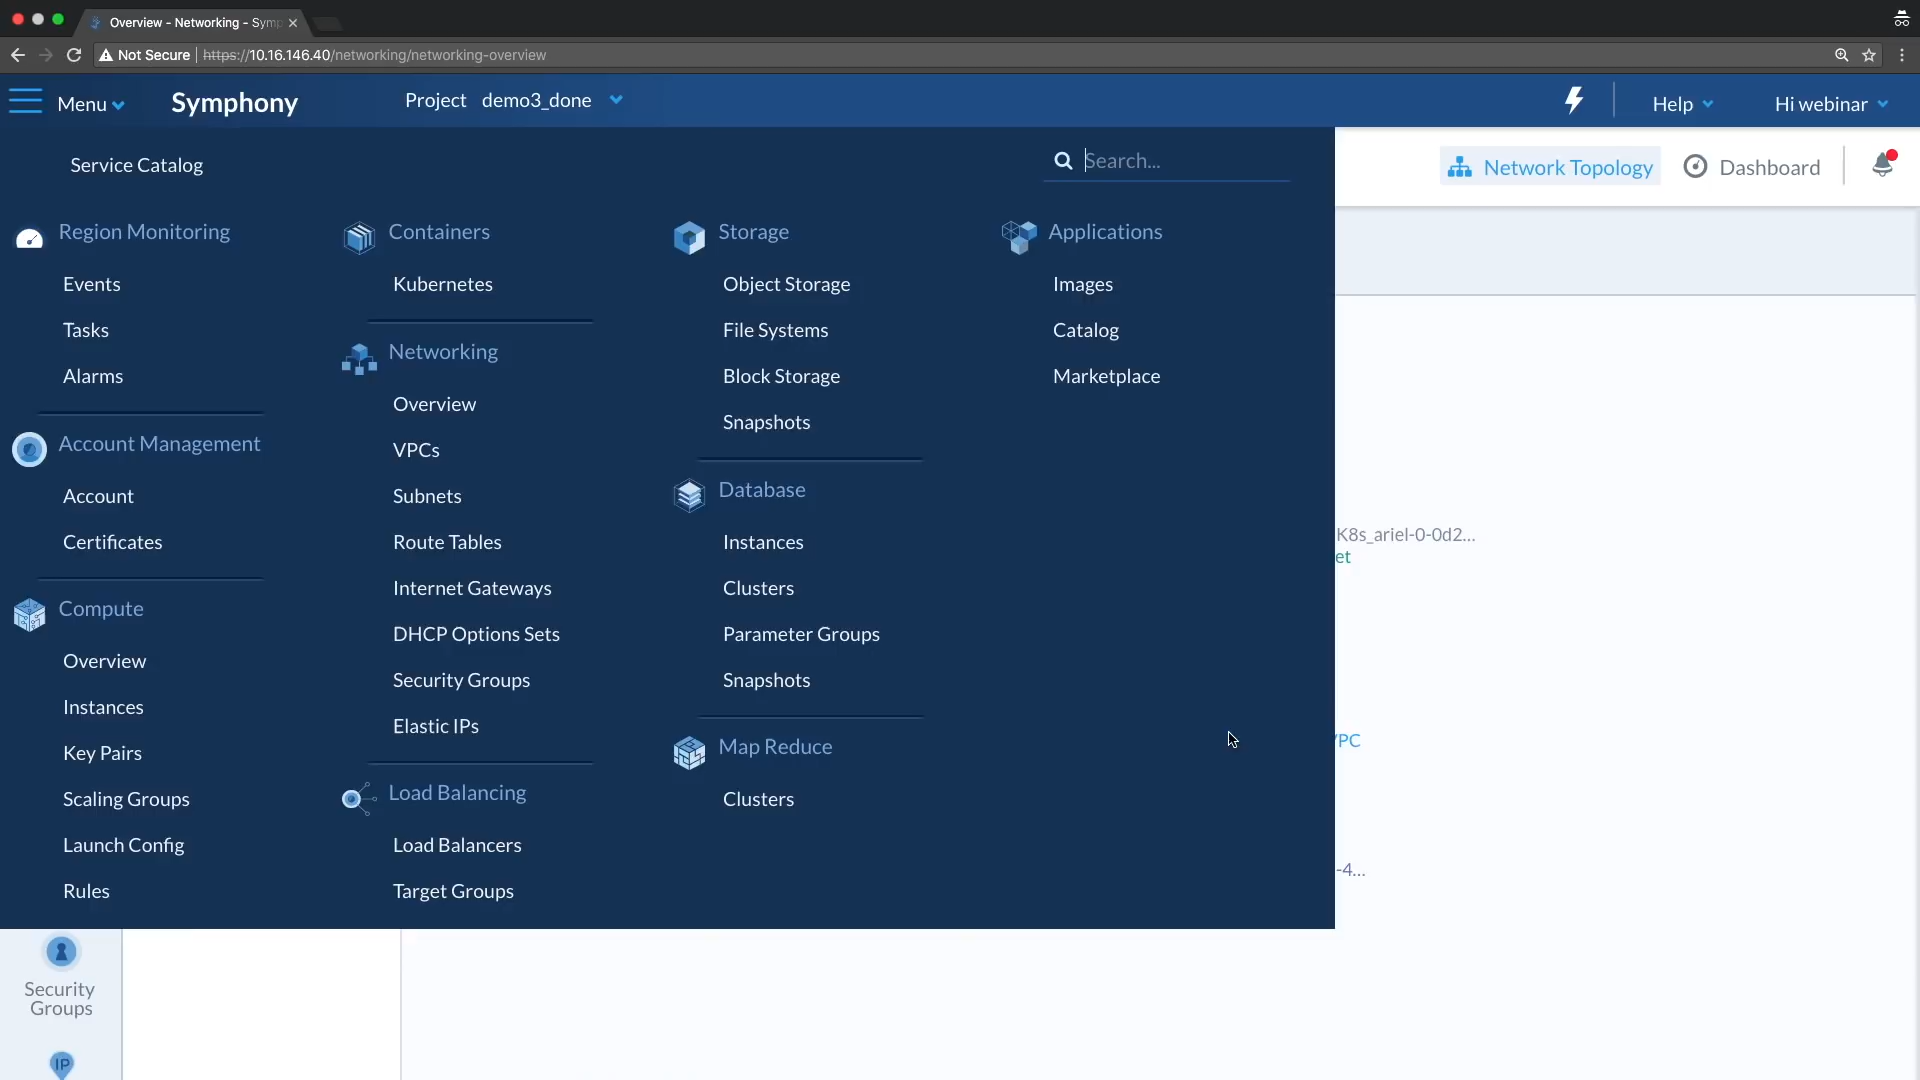 Overview - Networking - Symp
Not Secure https://10.16.146.40/networking/networking-overview
Menu
Symphony
Project demo3_done
Help
Hi webinar
Service Catalog
Search...
Network Topology
Dashboard
Region Monitoring
Events
Tasks
Alarms
Account Management
Account
Certificates
Compute
Overview
Instances
Key Pairs
Scaling Groups
Launch Config
Rules
Containers
Kubernetes
Networking
Overview
VPCs
Subnets
Route Tables
Internet Gateways
DHCP Options Sets
Security Groups
Elastic IPs
Load Balancing
Load Balancers
Target Groups
Storage
Object Storage
File Systems
Block Storage
Snapshots
Database
Instances
Clusters
Parameter Groups
Snapshots
Map Reduce
Clusters
Applications
Images
Catalog
Marketplace
K8s_ariel-0-0d2...
et
VPC
-4...
Security
Groups
IP